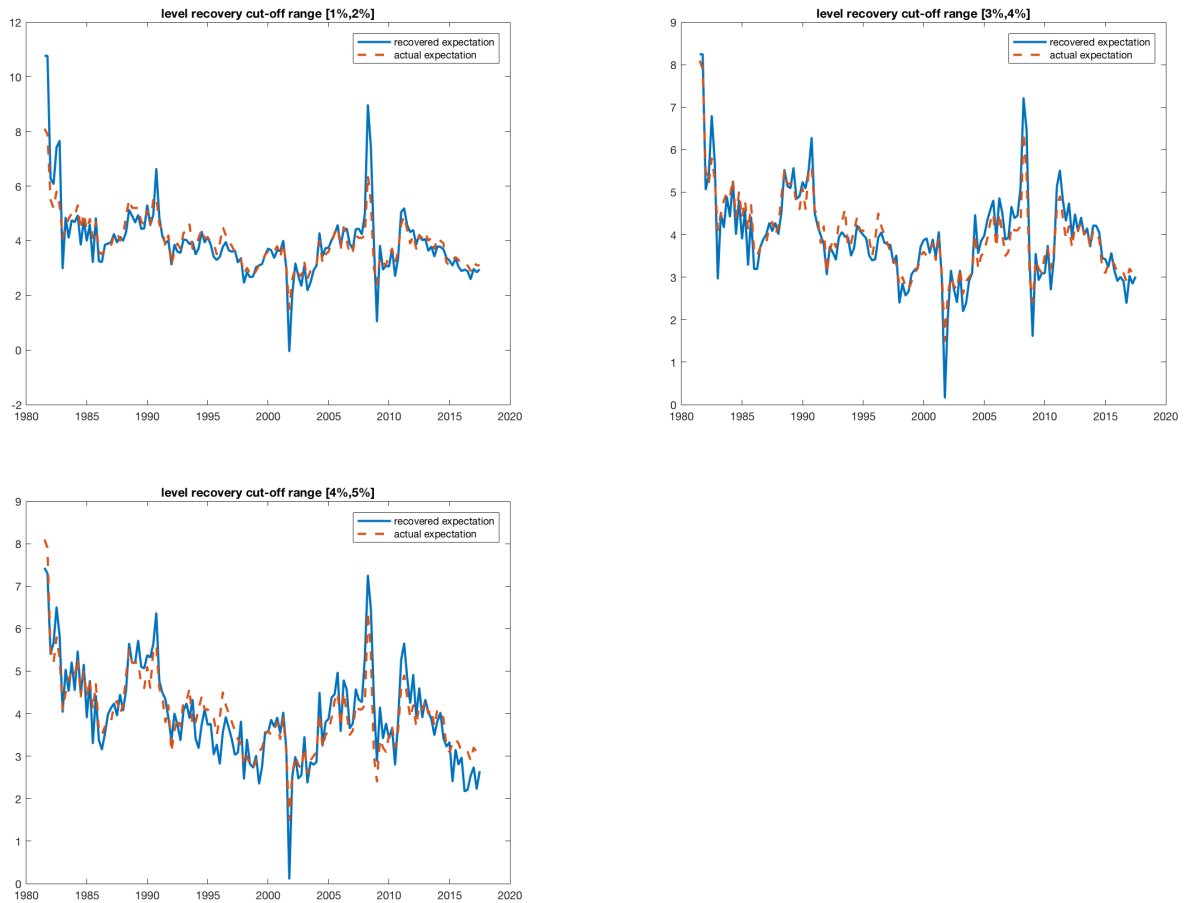 level recovery cut-off range [1%,2%]
12
10
8
6
4
2
0
-2
1980 1985 1990 1995 2000 2005 2010 2015 2020
recovered expectation
actual expectation
level recovery cut-off range [3%,4%]
9
8
7
6
5
4
3
2
1
0
1980 1985 1990 1995 2000 2005 2010 2015 2020
recovered expectation
actual expectation
level recovery cut-off range [4%,5%]
9
8
7
6
5
4
3
2
1
0
1980 1985 1990 1995 2000 2005 2010 2015 2020
recovered expectation
actual expectation